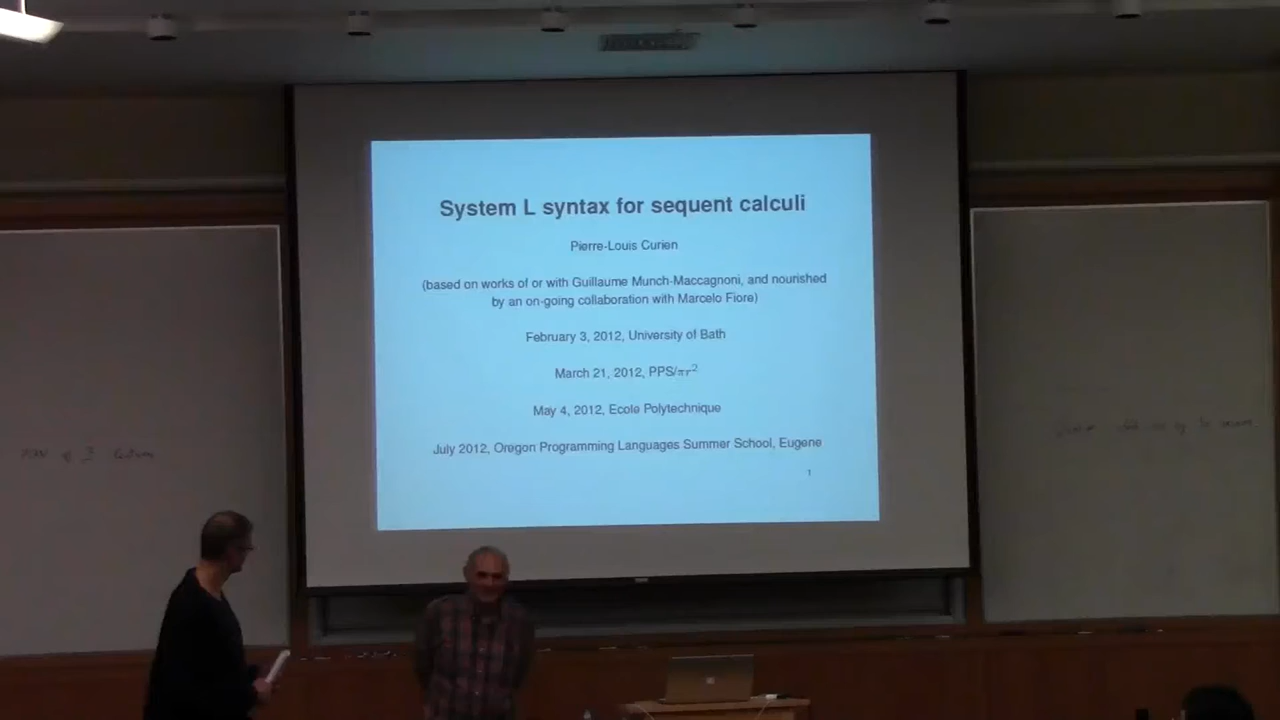 System L syntax for sequent calculi
Pierre-Louis Curien
(based on works of or with Guillaume Munch-Maccagnoni, and nourished
by an on-going collaboration with Marcelo Fiore)
February 3, 2012, University of Bath
March 21, 2012, PPS/πr²
May 4, 2012, Ecole Polytechnique
July 2012, Oregon Programming Languages Summer School, Eugene
1